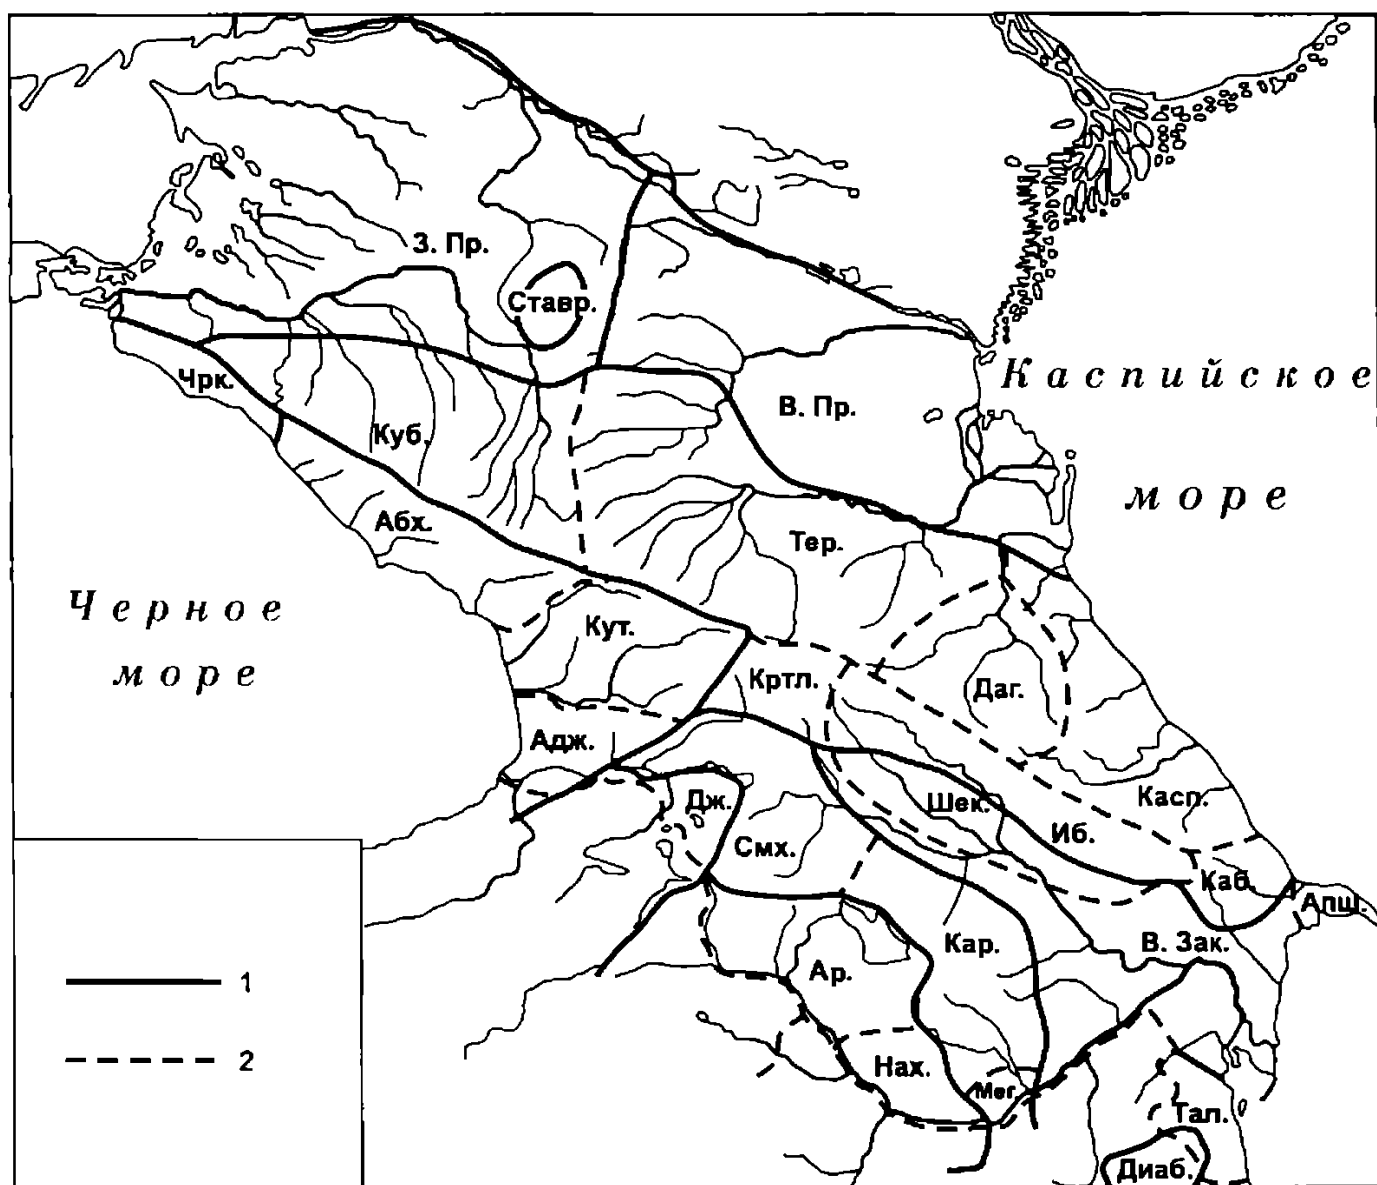 З. Пр.
Ставр.
Каспийское
море
Чрк.
Куб.
В. Пр.
Абх.
Тер.
Черное
море
Кут.
Кртл.
Даг.
Адж.
Дж.
Шек.
Касп.
Смх.
Иб.
Каб.
Апш.
Кар.
В. Зак.
Ар.
1
2
Нах.
Мег.
Тал.
Диаб.